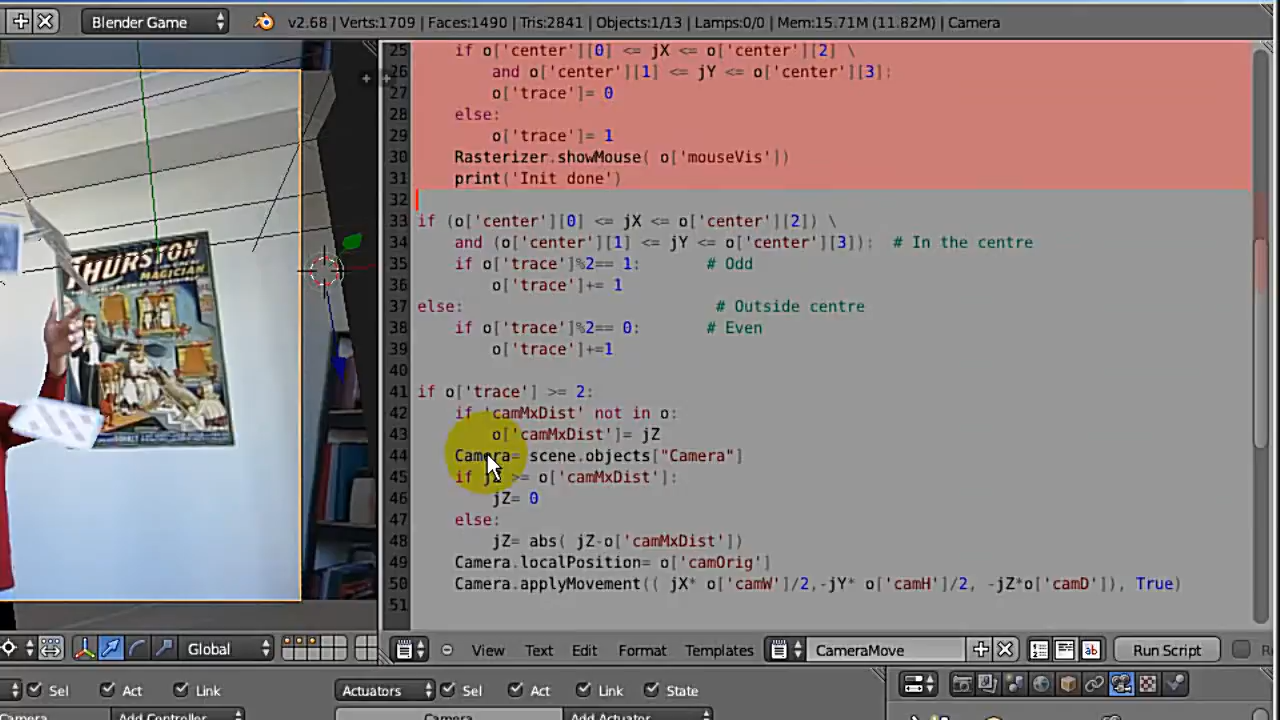 Blender Game
v2.68 | Verts:1709 | Faces:1490 | Tris:2841 | Objects:1/13 | Lamps:0/0 | Mem:15.71M (11.82M) | Camera
25 if o['center'][0] <= jX <= o['center'][2] \
26 and o['center'][1] <= jY <= o['center'][3]:
27 o['trace']= 0
28 else:
29 o['trace']= 1
30 Rasterizer.showMouse( o['mouseVis'])
31 print('Init done')
32
33 if (o['center'][0] <= jX <= o['center'][2]) \
34 and (o['center'][1] <= jY <= o['center'][3]): # In the centre
35 if o['trace']%2== 1: # Odd
36 o['trace']+= 1
37 else: # Outside centre
38 if o['trace']%2== 0: # Even
39 o['trace']+=1
40
41 if o['trace'] >= 2:
42 if 'camMxDist' not in o:
43 o['camMxDist']= jZ
44 Camera= scene.objects["Camera"]
45 if jZ >= o['camMxDist']:
46 jZ= 0
47 else:
48 jZ= abs( jZ-o['camMxDist'])
49 Camera.localPosition= o['camOrig']
50 Camera.applyMovement(( jX* o['camW']/2,-jY* o['camH']/2, -jZ*o['camD']), True)
51
THURSTON
MAGICIAN
Global
View Text Edit Format Templates CameraMove Run Script
Sel Act Link Actuators Sel Act Link State
Camera Add Controller Camera Add Actuator